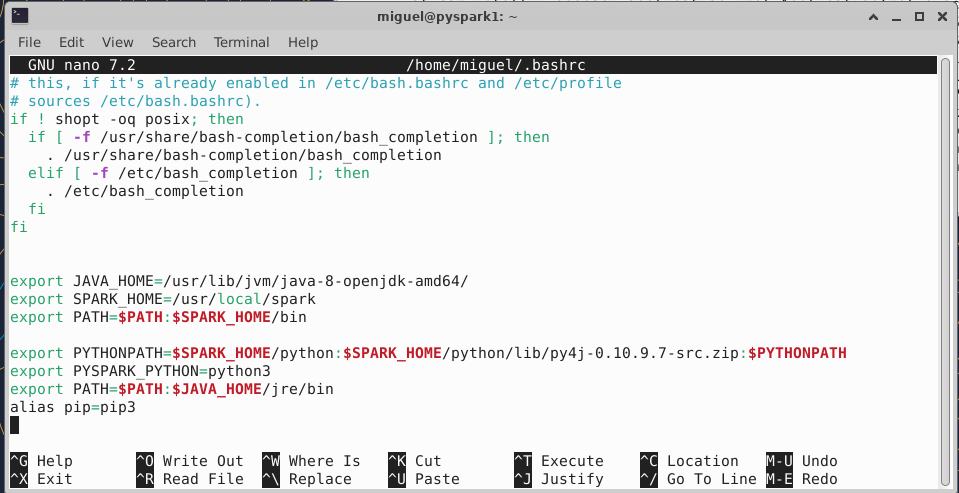 miguel@pyspark1: ~
File Edit View Search Terminal Help
GNU nano 7.2 /home/miguel/.bashrc
# this, if it's already enabled in /etc/bash.bashrc and /etc/profile
# sources /etc/bash.bashrc).
if ! shopt -oq posix; then
  if [ -f /usr/share/bash-completion/bash_completion ]; then
    . /usr/share/bash-completion/bash_completion
  elif [ -f /etc/bash_completion ]; then
    . /etc/bash_completion
  fi
fi
export JAVA_HOME=/usr/lib/jvm/java-8-openjdk-amd64/
export SPARK_HOME=/usr/local/spark
export PATH=$PATH:$SPARK_HOME/bin
export PYTHONPATH=$SPARK_HOME/python:$SPARK_HOME/python/lib/py4j-0.10.9.7-src.zip:$PYTHONPATH
export PYSPARK_PYTHON=python3
export PATH=$PATH:$JAVA_HOME/jre/bin
alias pip=pip3
^G Help ^O Write Out ^W Where Is ^K Cut ^T Execute ^C Location M-U Undo
^X Exit ^R Read File ^\ Replace ^U Paste ^J Justify ^/ Go To Line M-E Redo